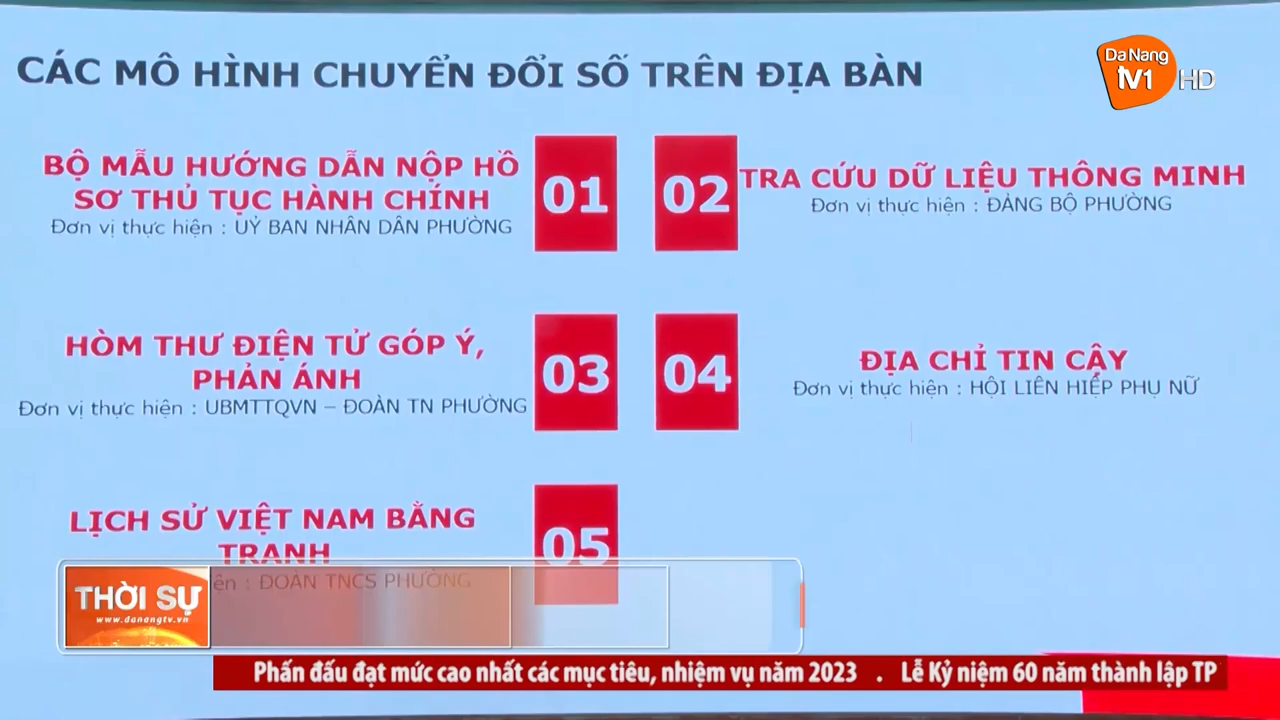 CÁC MÔ HÌNH CHUYỂN ĐỔI SỐ TRÊN ĐỊA BÀN
Da Nang
tV1 HD
BỘ MẪU HƯỚNG DẪN NỘP HỒ
SƠ THỦ TỤC HÀNH CHÍNH
Đơn vị thực hiện : UỶ BAN NHÂN DÂN PHƯỜNG
01
02
TRA CỨU DỮ LIỆU THÔNG MINH
Đơn vị thực hiện : ĐẢNG BỘ PHƯỜNG
HÒM THƯ ĐIỆN TỬ GÓP Ý,
PHẢN ÁNH
Đơn vị thực hiện : UBMTTQVN – ĐOÀN TN PHƯỜNG
03
04
ĐỊA CHỈ TIN CẬY
Đơn vị thực hiện : HỘI LIÊN HIỆP PHỤ NỮ
LỊCH SỬ VIỆT NAM BẰNG
TRANH
: ĐOÀN TNCS PHƯỜNG
05
THỜI SỰ
www.danangtv.vn
Phấn đấu đạt mức cao nhất các mục tiêu, nhiệm vụ năm 2023 . Lễ Kỷ niệm 60 năm thành lập TP